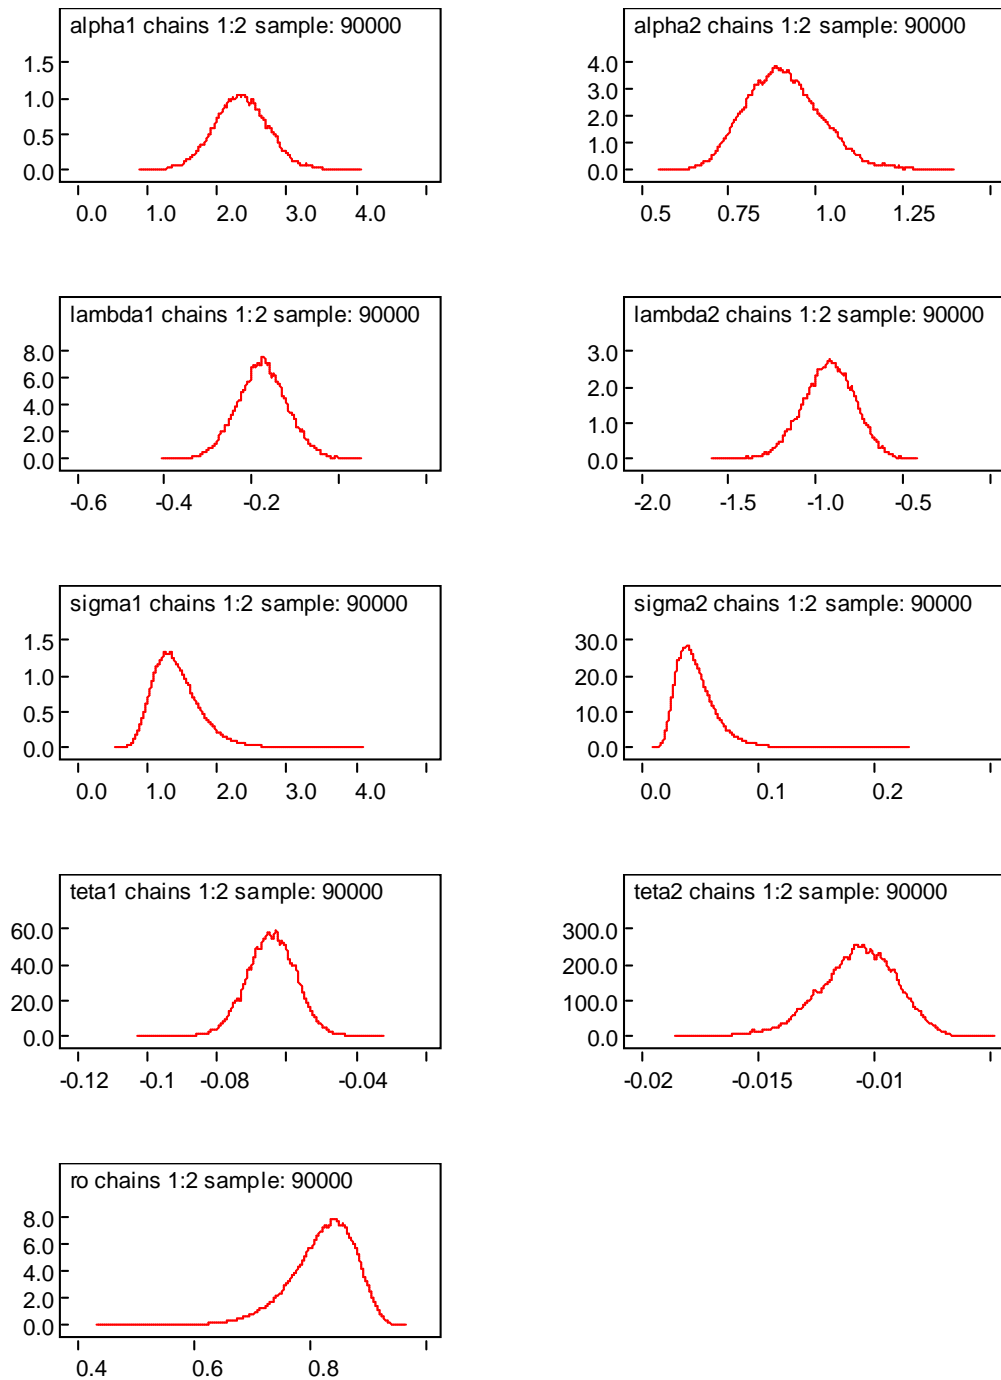 alpha1 chains 1:2 sample: 90000
1.5
1.0
0.5
0.0
0.0 1.0 2.0 3.0 4.0
alpha2 chains 1:2 sample: 90000
4.0
3.0
2.0
1.0
0.0
0.5 0.75 1.0 1.25
lambda1 chains 1:2 sample: 90000
8.0
6.0
4.0
2.0
0.0
-0.6 -0.4 -0.2
lambda2 chains 1:2 sample: 90000
3.0
2.0
1.0
0.0
-2.0 -1.5 -1.0 -0.5
sigma1 chains 1:2 sample: 90000
1.5
1.0
0.5
0.0
0.0 1.0 2.0 3.0 4.0
sigma2 chains 1:2 sample: 90000
30.0
20.0
10.0
0.0
0.0 0.1 0.2
teta1 chains 1:2 sample: 90000
60.0
40.0
20.0
0.0
-0.12 -0.1 -0.08 -0.04
teta2 chains 1:2 sample: 90000
300.0
200.0
100.0
0.0
-0.02 -0.015 -0.01
ro chains 1:2 sample: 90000
8.0
6.0
4.0
2.0
0.0
0.4 0.6 0.8